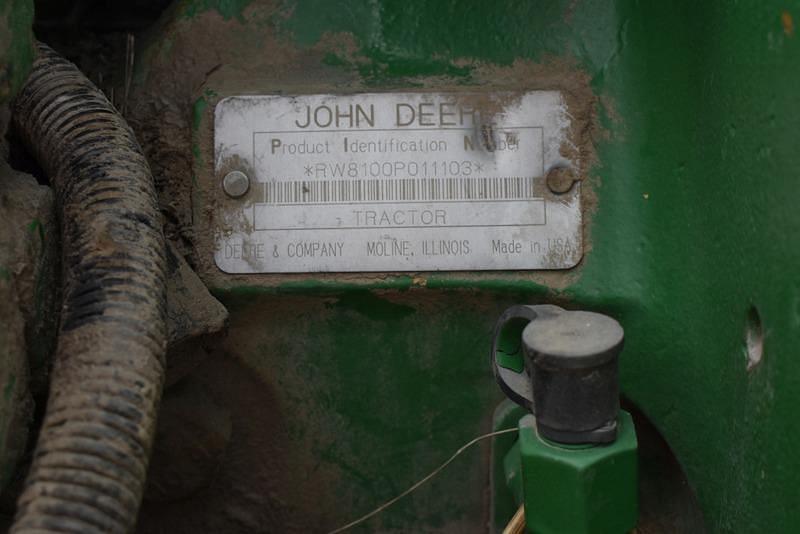 JOHN DEERE
Product Identification Number
*RW8100P011103*
TRACTOR
DEERE & COMPANY MOLINE, ILLINOIS Made in USA